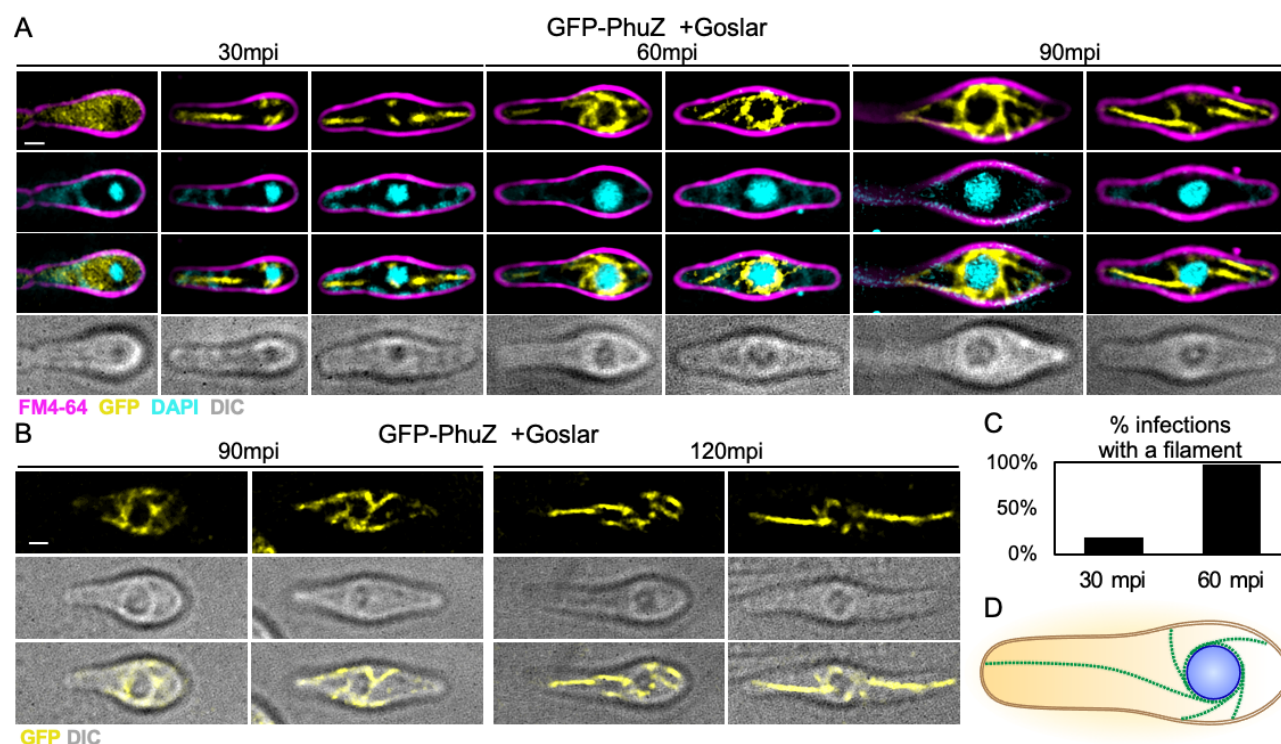 A
GFP-PhuZ +Goslar
30mpi 60mpi 90mpi
FM4-64 GFP DAPI DIC
B
GFP-PhuZ +Goslar
90mpi 120mpi
GFP DIC
C
% infections
with a filament
100%
50%
0%
30 mpi 60 mpi
D